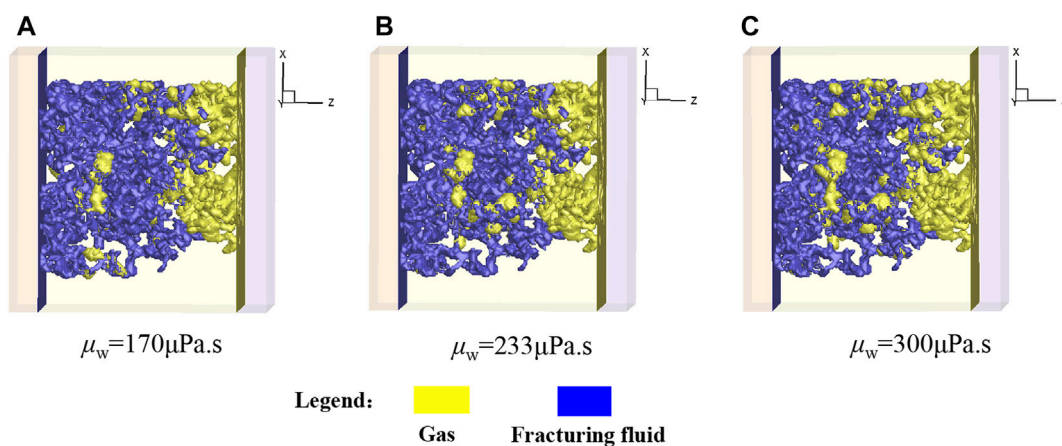 A
B
C
X
Y
Z
X
Y
Z
X
Y
μw=170μPa.s
μw=233μPa.s
μw=300μPa.s
Legend：
Gas
Fracturing fluid